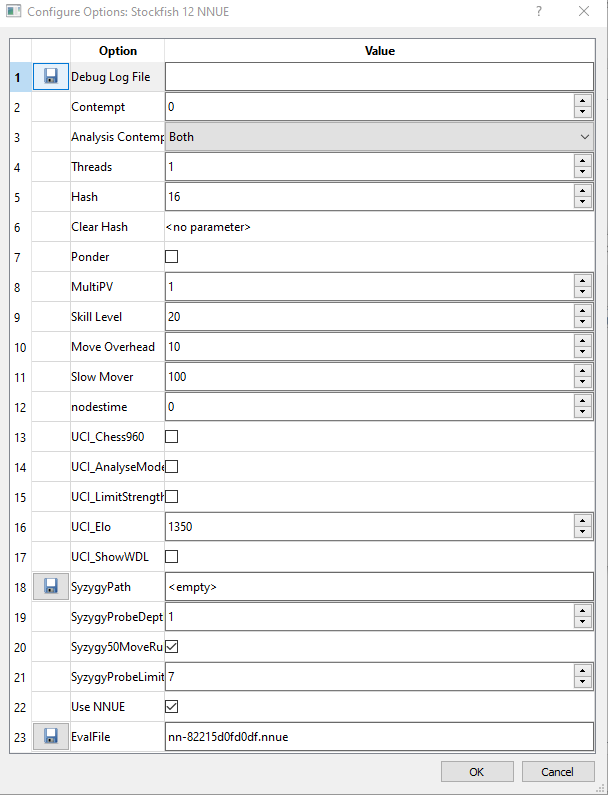 Configure Options: Stockfish 12 NNUE ?
Option Value
1 Debug Log File
2 Contempt 0
3 Analysis Contemp Both
4 Threads 1
5 Hash 16
6 Clear Hash <no parameter>
7 Ponder
8 MultiPV 1
9 Skill Level 20
10 Move Overhead 10
11 Slow Mover 100
12 nodestime 0
13 UCI_Chess960
14 UCI_AnalyseMode
15 UCI_LimitStrength
16 UCI_Elo 1350
17 UCI_ShowWDL
18 SyzygyPath <empty>
19 SyzygyProbeDept 1
20 Syzygy50MoveRu
21 SyzygyProbeLimit 7
22 Use NNUE
23 EvalFile nn-82215d0fd0df.nnue
OK Cancel